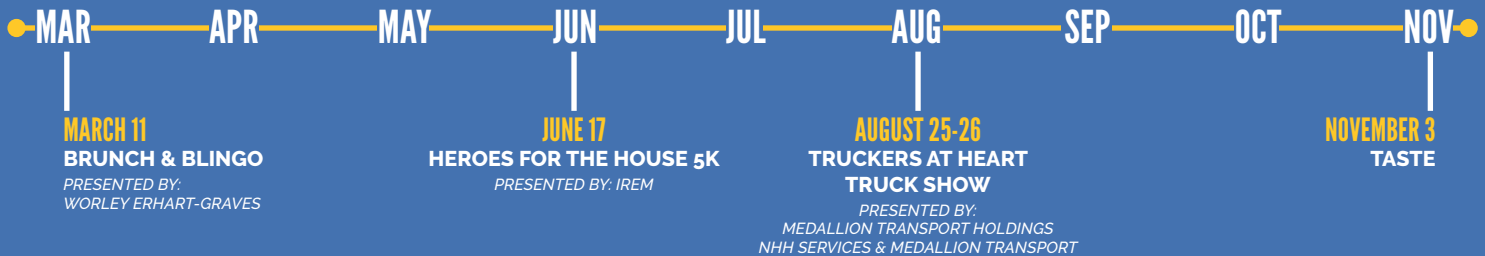 MAR APR MAY JUN JUL AUG SEP OCT NOV
MARCH 11
BRUNCH & BLINGO
PRESENTED BY:
WORLEY ERHART-GRAVES
JUNE 17
HEROES FOR THE HOUSE 5K
PRESENTED BY: IREM
AUGUST 25-26
TRUCKERS AT HEART
TRUCK SHOW
PRESENTED BY:
MEDALLION TRANSPORT HOLDINGS
NHH SERVICES & MEDALLION TRANSPORT
NOVEMBER 3
TASTE